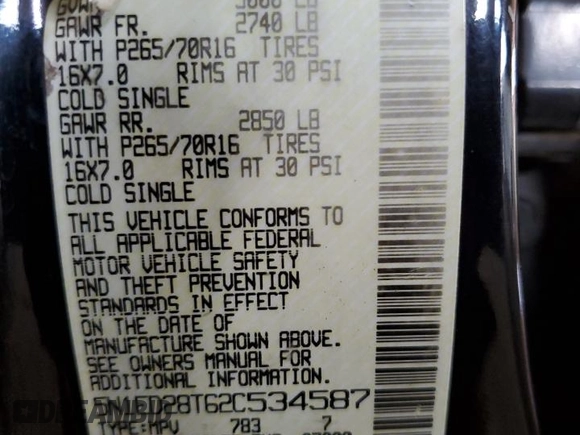 GAWR FR. 2740 LB
WITH P265/70R16 TIRES
16X7.0 RIMS AT 30 PSI
COLD SINGLE
GAWR RR. 2850 LB
WITH P265/70R16 TIRES
16X7.0 RIMS AT 30 PSI
COLD SINGLE
THIS VEHICLE CONFORMS TO
ALL APPLICABLE FEDERAL
MOTOR VEHICLE SAFETY
AND THEFT PREVENTION
STANDARDS IN EFFECT
ON THE DATE OF
MANUFACTURE SHOWN ABOVE.
SEE OWNERS MANUAL FOR
ADDITIONAL INFORMATION.
28T62C534587
TYPE:MPV 783 7